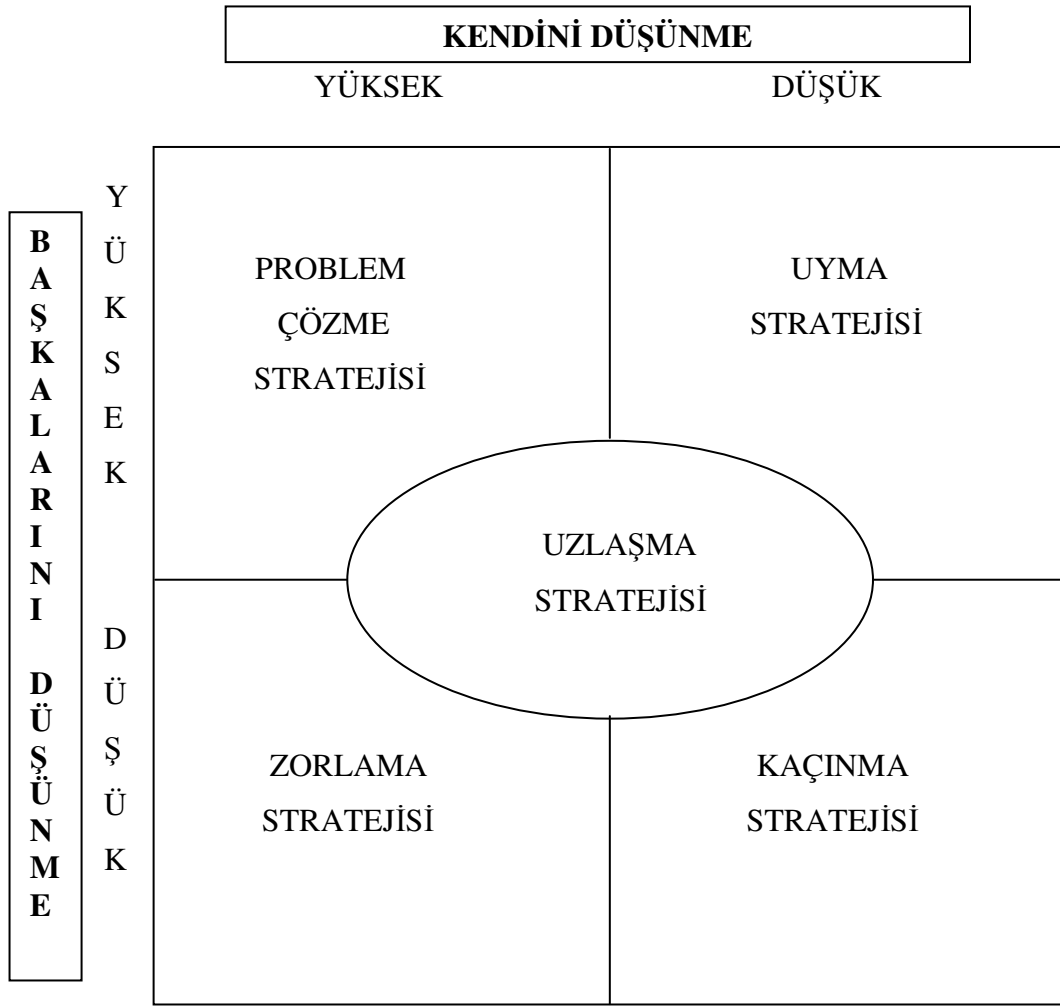 KENDİNİ DÜŞÜNME
YÜKSEK DÜŞÜK
BAŞKALARINI DÜŞÜNME
YÜKSEK
DÜŞÜK
PROBLEM
ÇÖZME
STRATEJİSİ
UYMA
STRATEJİSİ
UZLAŞMA
STRATEJİSİ
ZORLAMA
STRATEJİSİ
KAÇINMA
STRATEJİSİ